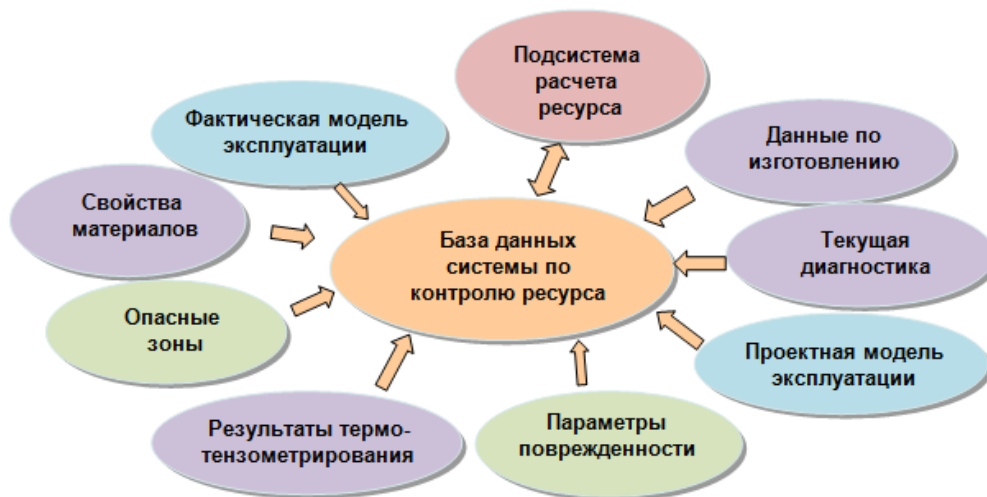 Подсистема
расчета
ресурса
Фактическая модель
эксплуатации
Данные по
изготовлению
Свойства
материалов
База данных
системы по
контролю ресурса
Текущая
диагностика
Опасные
зоны
Проектная модель
эксплуатации
Результаты термо-
тензометрирования
Параметры
поврежденности